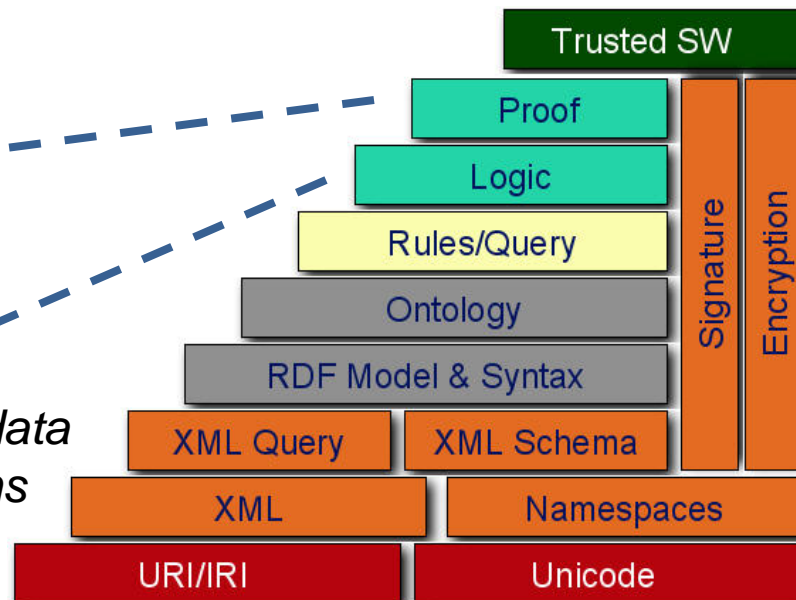 Trusted SW
Proof
Logic
Rules/Query
Ontology
RDF Model & Syntax
Signature
Encryption
XML Query
XML Schema
XML
Namespaces
URI/IRI
Unicode